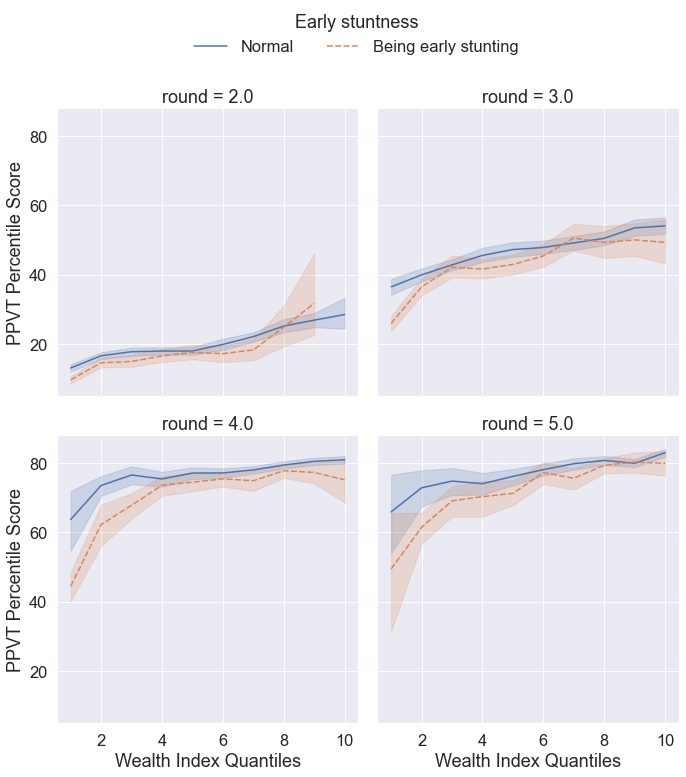 Early stuntness
Normal Being early stunting
round = 2.0 round = 3.0
80
60
40
20
PPVT Percentile Score
round = 4.0 round = 5.0
80
60
40
20
PPVT Percentile Score
2 4 6 8 10 2 4 6 8 10
Wealth Index Quantiles Wealth Index Quantiles